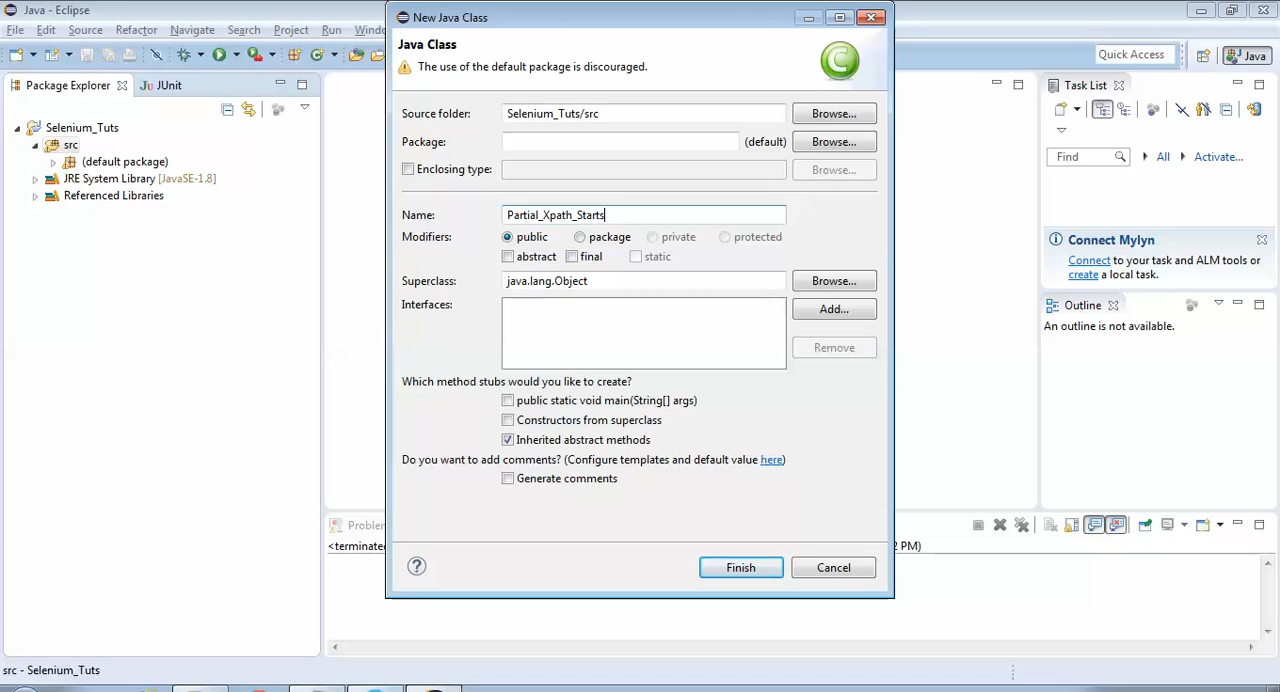 Java - Eclipse
File Edit Source Refactor Navigate Search Project Run Windo
Quick Access
Java
Package Explorer
JUnit
Selenium_Tuts
src
(default package)
JRE System Library [JavaSE-1.8]
Referenced Libraries
New Java Class
Java Class
The use of the default package is discouraged.
Source folder: Selenium_Tuts/src Browse...
Package: (default) Browse...
Enclosing type: Browse...
Name: Partial_Xpath_Starts
Modifiers: public package private protected
abstract final static
Superclass: java.lang.Object Browse...
Interfaces: Add...
Remove
Which method stubs would you like to create?
public static void main(String[] args)
Constructors from superclass
Inherited abstract methods
Do you want to add comments? (Configure templates and default value here)
Generate comments
Finish Cancel
Task List
Find All Activate...
Connect Mylyn
Connect to your task and ALM tools or
create a local task.
Outline
An outline is not available.
Probler
<terminated
2 PM)
src - Selenium_Tuts